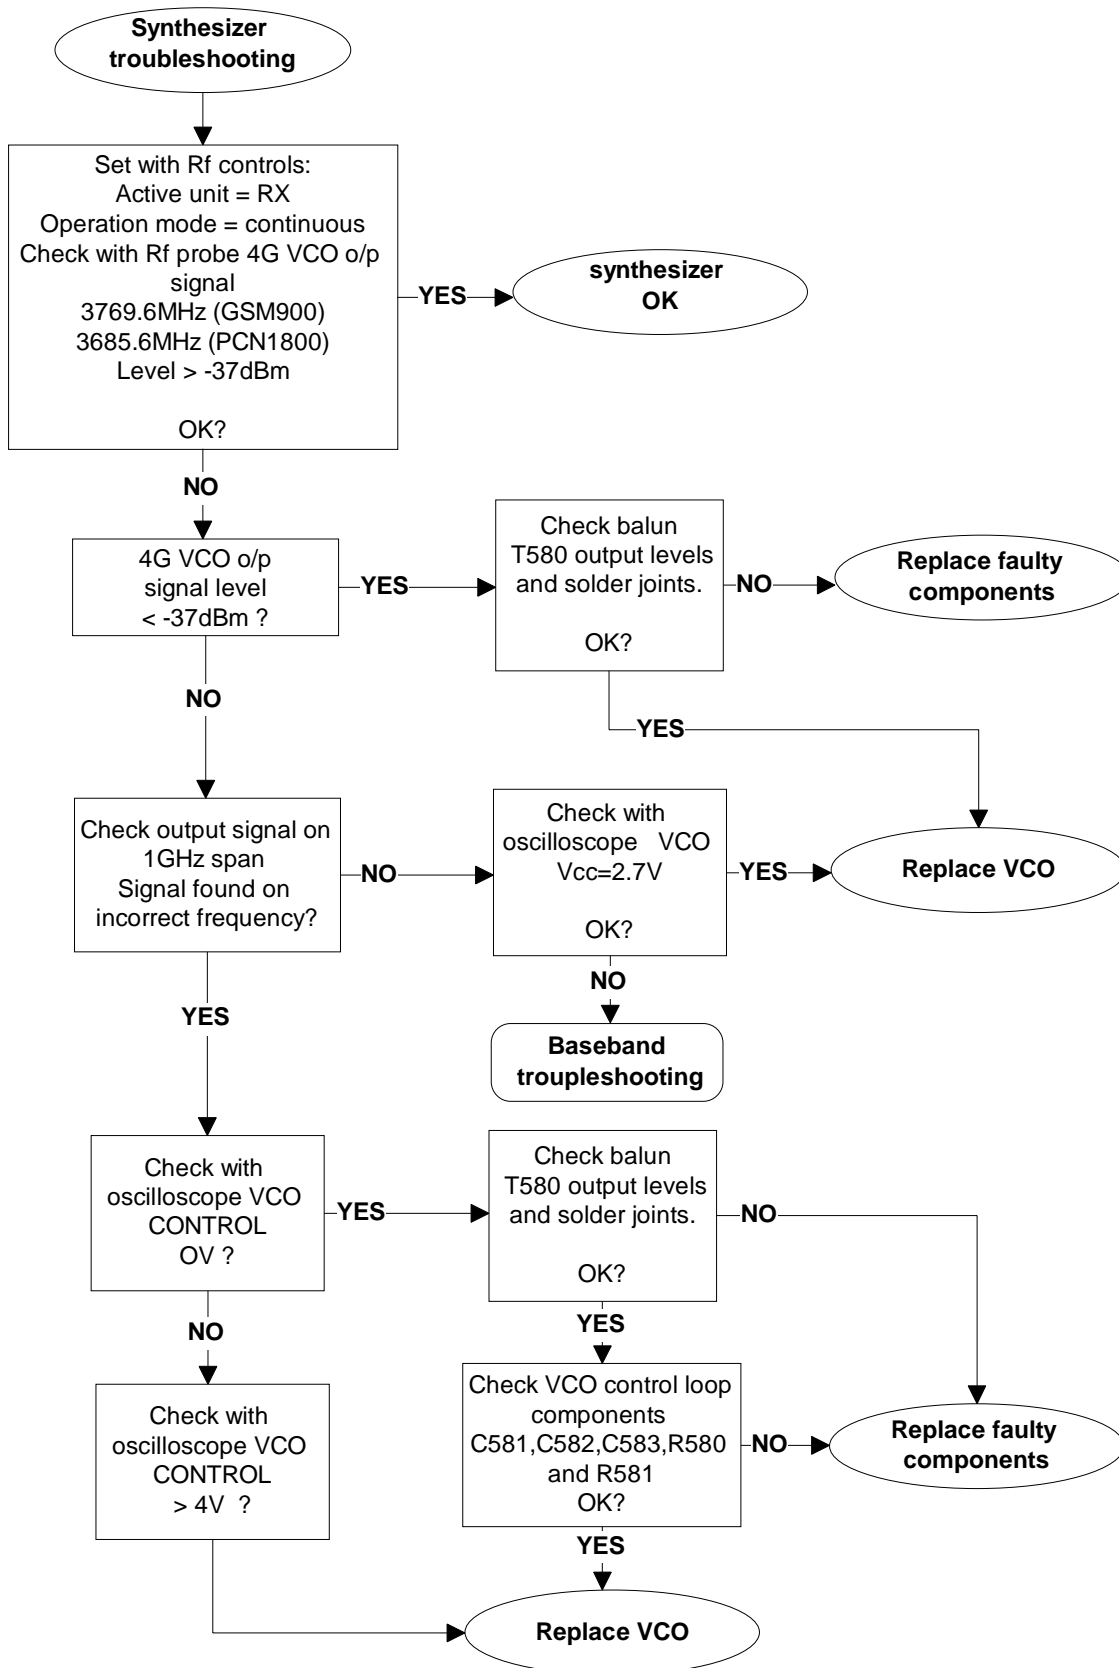 Synthesizer
troubleshooting
Set with Rf controls:
Active unit = RX
Operation mode = continuous
Check with Rf probe 4G VCO o/p
signal
3769.6MHz (GSM900)
3685.6MHz (PCN1800)
Level > -37dBm
OK?
YES
synthesizer
OK
NO
4G VCO o/p
signal level
< -37dBm ?
YES
Check balun
T580 output levels
and solder joints.
OK?
NO
Replace faulty
components
NO
YES
Check output signal on
1GHz span
Signal found on
incorrect frequency?
NO
Check with
oscilloscope VCO
Vcc=2.7V
OK?
YES
Replace VCO
NO
YES
Baseband
troupleshooting
Check with
oscilloscope VCO
CONTROL
OV ?
YES
Check balun
T580 output levels
and solder joints.
OK?
NO
NO
YES
Check with
oscilloscope VCO
CONTROL
> 4V ?
Check VCO control loop
components
C581,C582,C583,R580
and R581
OK?
NO
Replace faulty
components
YES
Replace VCO